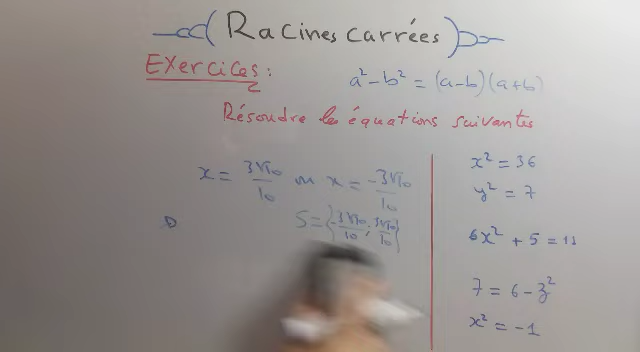 Racines carrées
Exercices:
a² - b² = (a-b)(a+b)
Résoudre les équations suivantes
x = 3√10/10 ou x = -3√10/10
S = {-3√10/10 ; 3√10/10}
x² = 36
y² = 7
6x² + 5 = 11
7 = 6 - z²
x² = -1